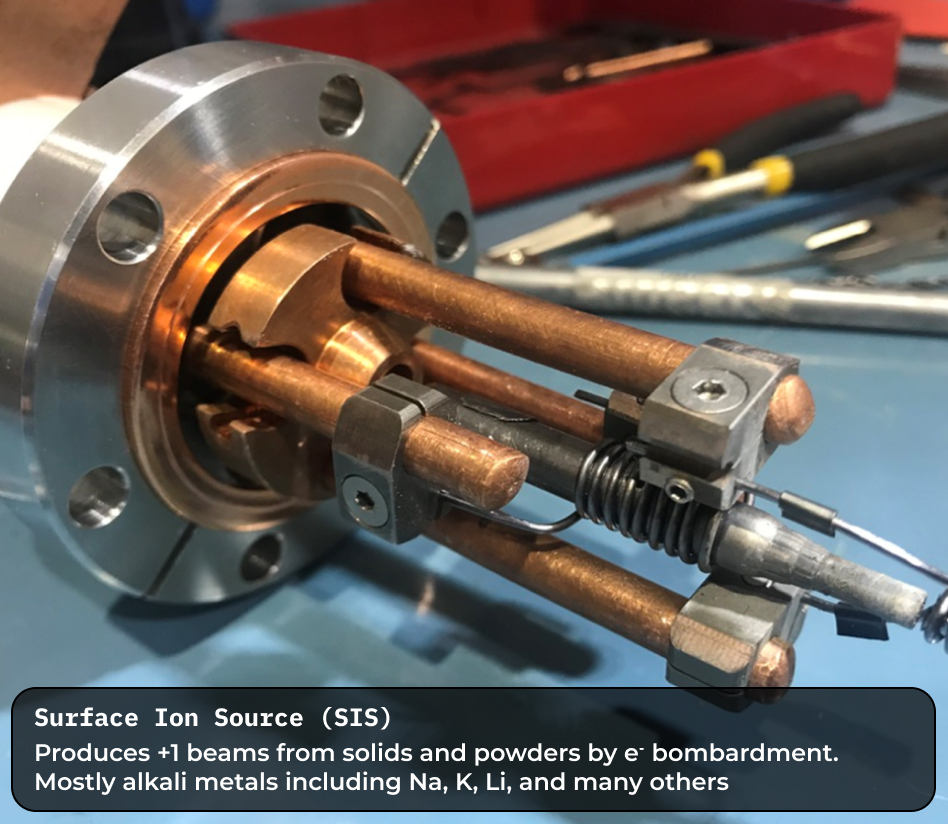 Surface Ion Source (SIS)
Produces +1 beams from solids and powders by e⁻ bombardment.
Mostly alkali metals including Na, K, Li, and many others